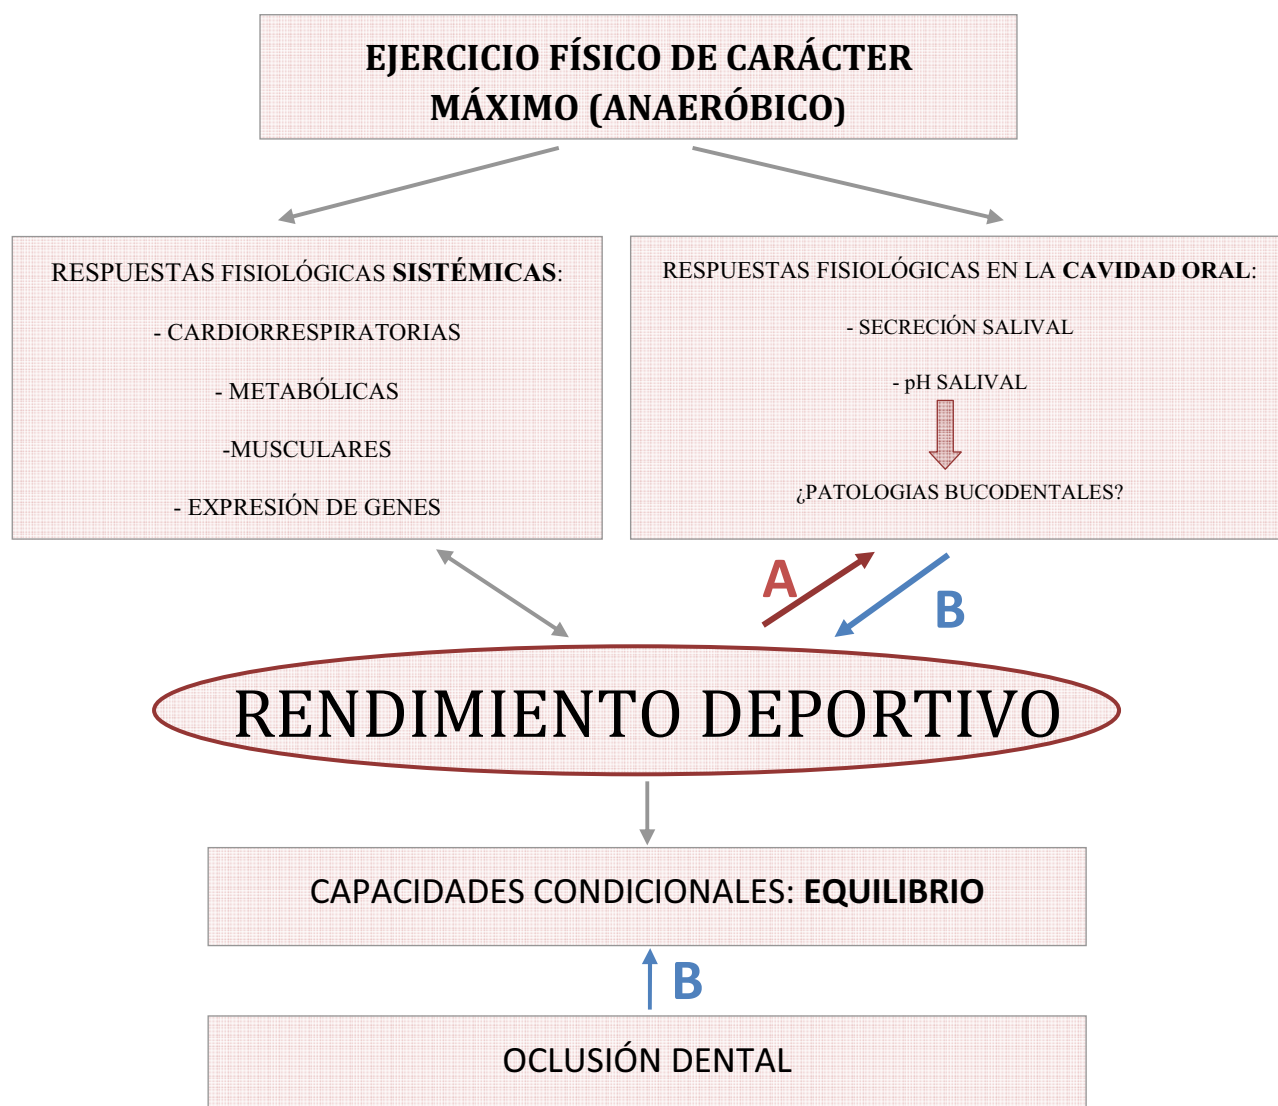 EJERCICIO FÍSICO DE CARÁCTER
MÁXIMO (ANAERÓBICO)
RESPUESTAS FISIOLÓGICAS SISTÉMICAS:
- CARDIORRESPIRATORIAS
- METABÓLICAS
-MUSCULARES
- EXPRESIÓN DE GENES
RESPUESTAS FISIOLÓGICAS EN LA CAVIDAD ORAL:
- SECRECIÓN SALIVAL
- pH SALIVAL
¿PATOLOGIAS BUCODENTALES?
A
B
RENDIMIENTO DEPORTIVO
CAPACIDADES CONDICIONALES: EQUILIBRIO
B
OCLUSIÓN DENTAL